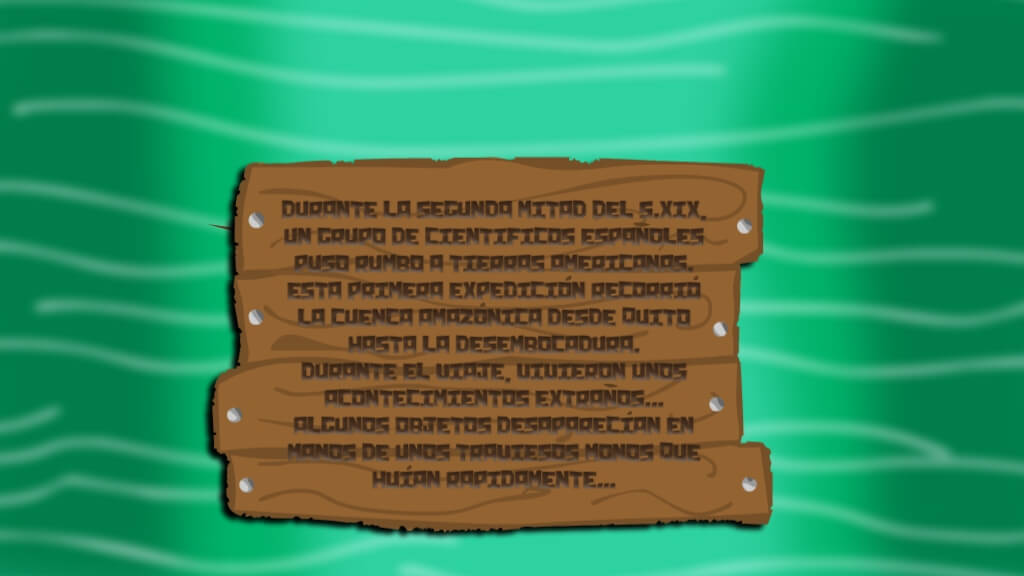 DURANTE LA SEGUNDA MITAD DEL S.XIX,
UN GRUPO DE CIENTIFICOS ESPAÑOLES
PUSO RUMBO A TIERRAS AMERICANAS.
ESTA PRIMERA EXPEDICIÓN RECORRIÓ
LA CUENCA AMAZÓNICA DESDE QUITO
HASTA LA DESEMBOCADURA.
DURANTE EL VIAJE, VIVIERON UNOS
ACONTECIMIENTOS EXTRAÑOS...
ALGUNOS OBJETOS DESAPARECÍAN EN
MANOS DE UNOS TRAVIESOS MONOS QUE
HUÍAN RAPIDAMENTE...